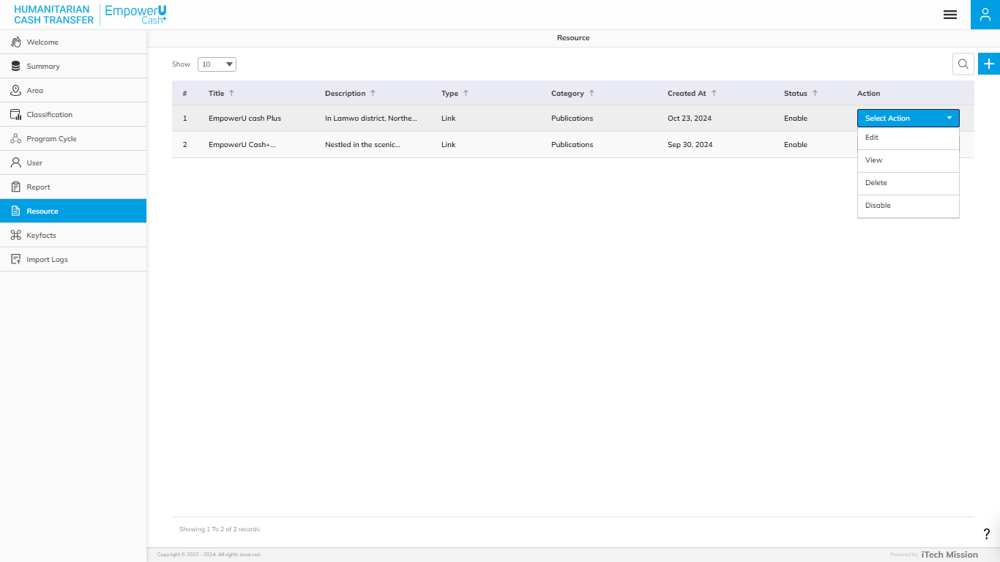 HUMANITARIAN
CASH TRANSFER
EmpowerU
Cash+
Welcome
Summary
Area
Classification
Program Cycle
User
Report
Resource
Keyfacts
Import Logs
Resource
Show 10
# Title Description Type Category Created At Status Action
1 EmpowerU cash Plus In Lamwo district, Northe... Link Publications Oct 23, 2024 Enable Select Action
2 EmpowerU Cash+... Nestled in the scenic... Link Publications Sep 30, 2024 Enable
Edit
View
Delete
Disable
Showing 1 To 2 of 2 records
?
Copyright © 2022 - 2024. All rights reserved.
Powered by iTech Mission